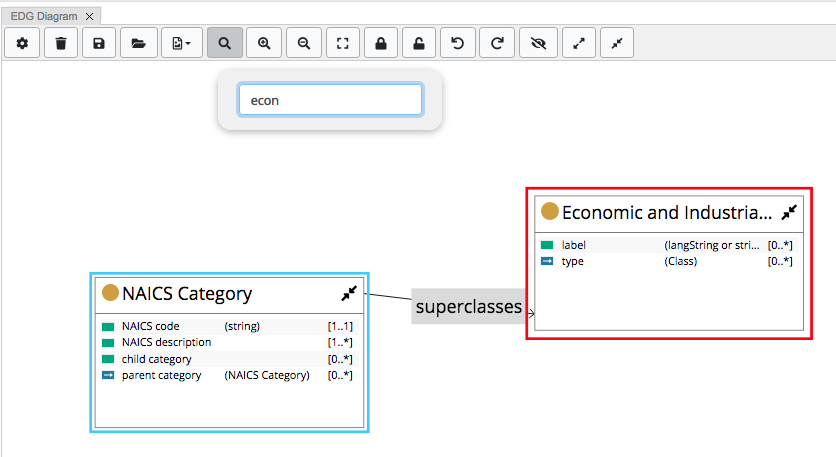 EDG Diagram
econ
Economic and Industria...
label (langString or stri... [0..*]
type (Class) [0..*]
NAICS Category
NAICS code (string) [1..1]
NAICS description [1..*]
child category [0..*]
parent category (NAICS Category) [0..*]
superclasses